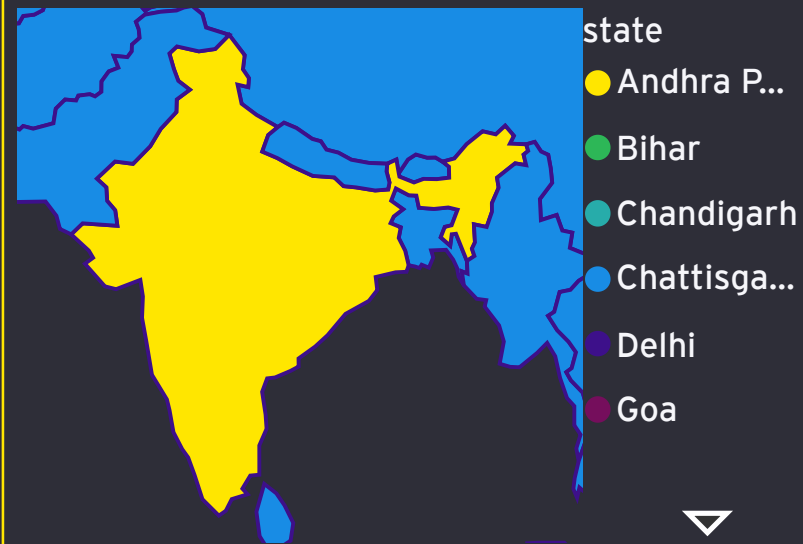 state
Andhra P...
Bihar
Chandigarh
Chattisga...
Delhi
Goa